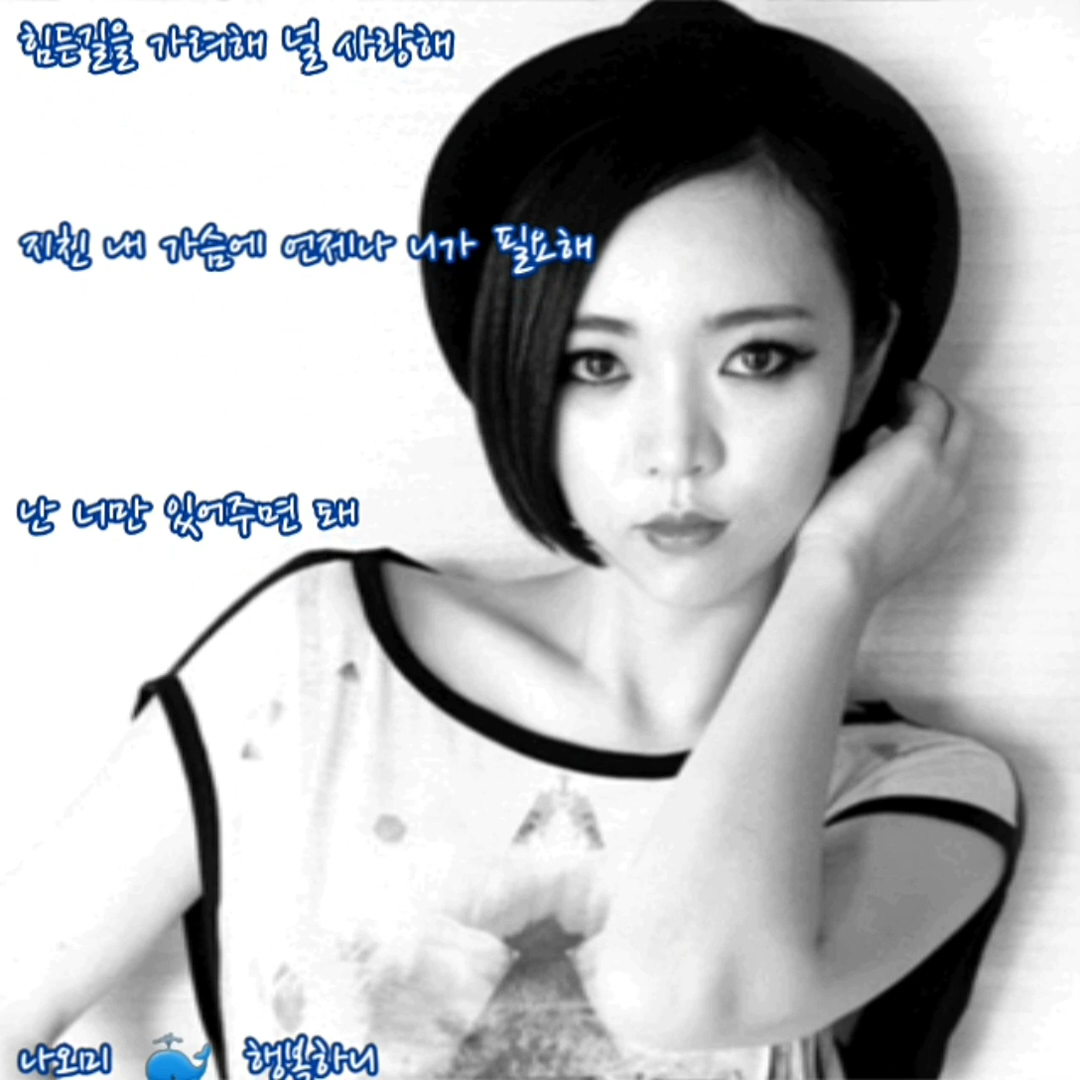 힘든길을 가려해 널 사랑해
지친 내 가슴에 언제나 니가 필요해
난 너만 있어주면 돼
나오미 🐳 행복하니